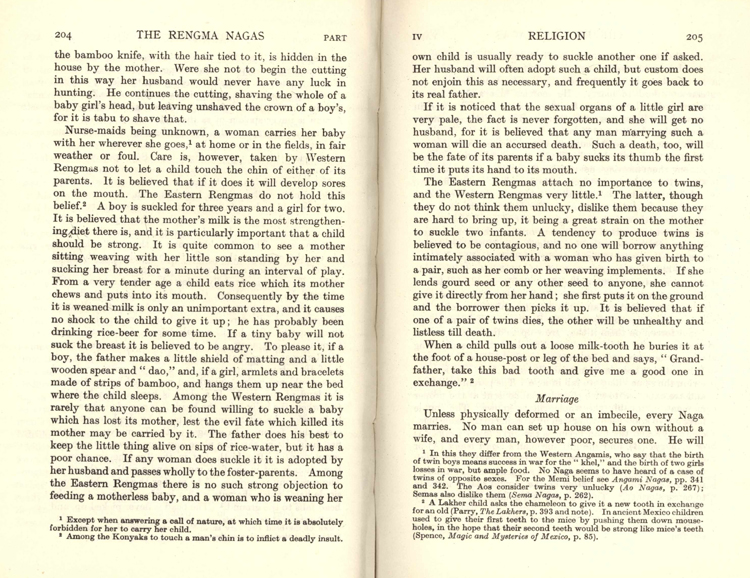 204 THE RENGMA NAGAS PART
the bamboo knife, with the hair tied to it, is hidden in the
house by the mother. Were she not to begin the cutting
in this way her husband would never have any luck in
hunting. He continues the cutting, shaving the whole of a
baby girl's head, but leaving unshaved the crown of a boy's,
for it is tabu to shave that.
Nurse-maids being unknown, a woman carries her baby
with her wherever she goes,¹ at home or in the fields, in fair
weather or foul. Care is, however, taken by Western
Rengmas not to let a child touch the chin of either of its
parents. It is believed that if it does it will develop sores
on the mouth. The Eastern Rengmas do not hold this
belief.² A boy is suckled for three years and a girl for two.
It is believed that the mother's milk is the most strengthen-
ing diet there is, and it is particularly important that a child
should be strong. It is quite common to see a mother
sitting weaving with her little son standing by her and
sucking her breast for a minute during an interval of play.
From a very tender age a child eats rice which its mother
chews and puts into its mouth. Consequently by the time
it is weaned milk is only an unimportant extra, and it causes
no shock to the child to give it up; he has probably been
drinking rice-beer for some time. If a tiny baby will not
suck the breast it is believed to be angry. To please it, if a
boy, the father makes a little shield of matting and a little
wooden spear and "dao," and, if a girl, armlets and bracelets
made of strips of bamboo, and hangs them up near the bed
where the child sleeps. Among the Western Rengmas it is
rarely that anyone can be found willing to suckle a baby
which has lost its mother, lest the evil fate which killed its
mother may be carried by it. The father does his best to
keep the little thing alive on sips of rice-water, but it has a
poor chance. If any woman does suckle it it is adopted by
her husband and passes wholly to the foster-parents. Among
the Eastern Rengmas there is no such strong objection to
feeding a motherless baby, and a woman who is weaning her
¹ Except when answering a call of nature, at which time it is absolutely
forbidden for her to carry her child.
² Among the Konyaks to touch a man's chin is to inflict a deadly insult.
IV RELIGION 205
own child is usually ready to suckle another one if asked.
Her husband will often adopt such a child, but custom does
not enjoin this as necessary, and frequently it goes back to
its real father.
If it is noticed that the sexual organs of a little girl are
very pale, the fact is never forgotten, and she will get no
husband, for it is believed that any man marrying such a
woman will die an accursed death. Such a death, too, will
be the fate of its parents if a baby sucks its thumb the first
time it puts its hand to its mouth.
The Eastern Rengmas attach no importance to twins,
and the Western Rengmas very little.¹ The latter, though
they do not think them unlucky, dislike them because they
are hard to bring up, it being a great strain on the mother
to suckle two infants. A tendency to produce twins is
believed to be contagious, and no one will borrow anything
intimately associated with a woman who has given birth to
a pair, such as her comb or her weaving implements. If she
lends gourd seed or any other seed to anyone, she cannot
give it directly from her hand; she first puts it on the ground
and the borrower then picks it up. It is believed that if
one of a pair of twins dies, the other will be unhealthy and
listless till death.
When a child pulls out a loose milk-tooth he buries it at
the foot of a house-post or leg of the bed and says, "Grand-
father, take this bad tooth and give me a good one in
exchange." ²
Marriage
Unless physically deformed or an imbecile, every Naga
marries. No man can set up house on his own without a
wife, and every man, however poor, secures one. He will
¹ In this they differ from the Western Angamis, who say that the birth
of twin boys means success in war for the "khel," and the birth of two girls
losses in war, but ample food. No Naga seems to have heard of a case of
twins of opposite sexes. For the Memi belief see Angami Nagas, pp. 341
and 342. The Aos consider twins very unlucky (Ao Nagas, p. 267);
Semas also dislike them (Sema Nagas, p. 262).
² A Lakher child asks the chameleon to give it a new tooth in exchange
for an old (Parry, The Lakhers, p. 393 and note). In ancient Mexico children
used to give their first teeth to the mice by pushing them down mouse-
holes, in the hope that their second teeth would be strong like mice's teeth
(Spence, Magic and Mysteries of Mexico, p. 85).